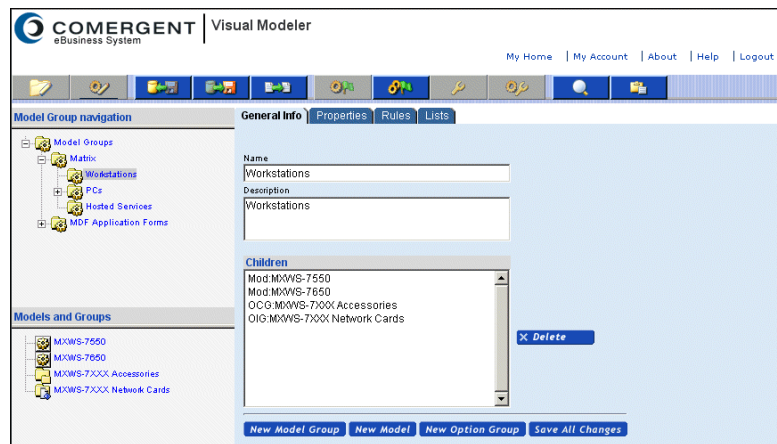 COMERGENT
eBusiness System
Visual Modeler
My Home | My Account | About | Help | Logout
Model Group navigation
General Info Properties Rules Lists
Model Groups
Matrix
Workstations
PCs
Hosted Services
MDF Application Forms
Name
Workstations
Description
Workstations
Children
Mod:MXWS-7550
Mod:MXWS-7650
OCG:MXWS-7XXX Accessories
OIG:MXWS-7XXX Network Cards
Models and Groups
MXWS-7550
MXWS-7650
MXWS-7XXX Accessories
MXWS-7XXX Network Cards
X Delete
New Model Group New Model New Option Group Save All Changes